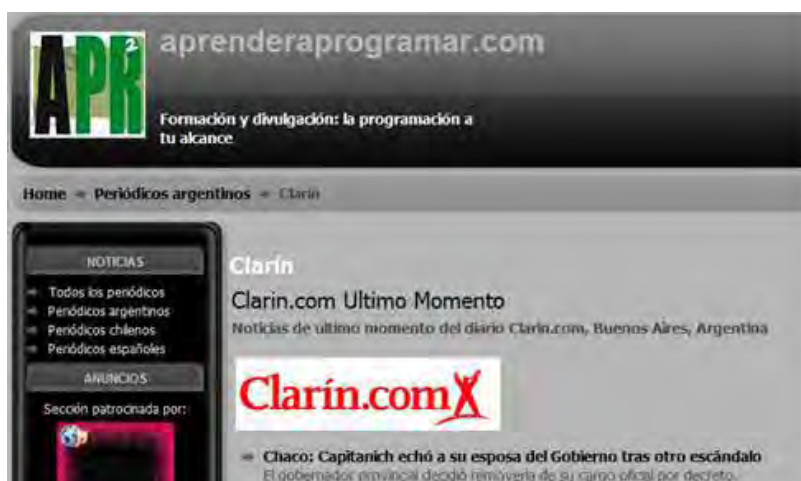 APR2
aprenderaprogramar.com
Formación y divulgación: la programación a
tu alcance
Home Periódicos argentinos Clarín
NOTICIAS
Todos los periódicos
Periódicos argentinos
Periódicos chilenos
Periódicos españoles
ANUNCIOS
Sección patrocinada por:
Clarín
Clarin.com Ultimo Momento
Noticias de ultimo momento del diario Clarin.com, Buenos Aires, Argentina
Clarín.com
Chaco: Capitanich echó a su esposa del Gobierno tras otro escándalo
El gobernador provincial decidió removerla de su cargo oficial por decreto.